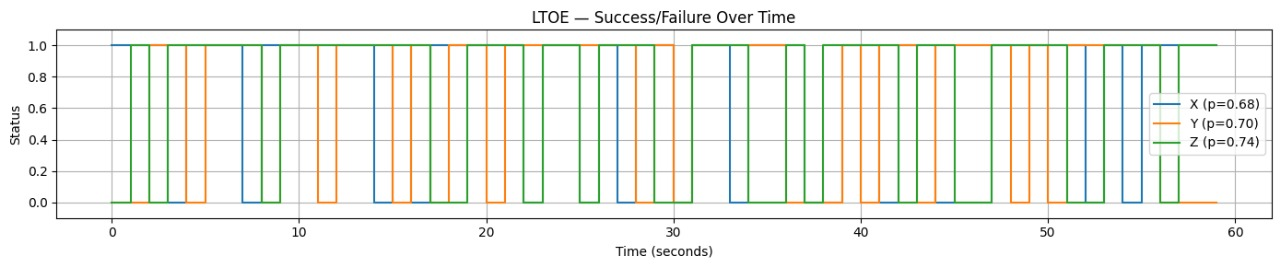 LTOE — Success/Failure Over Time
1.0
0.8
0.6
0.4
0.2
0.0
Status
X (p=0.68)
Y (p=0.70)
Z (p=0.74)
0 10 20 30 40 50 60
Time (seconds)